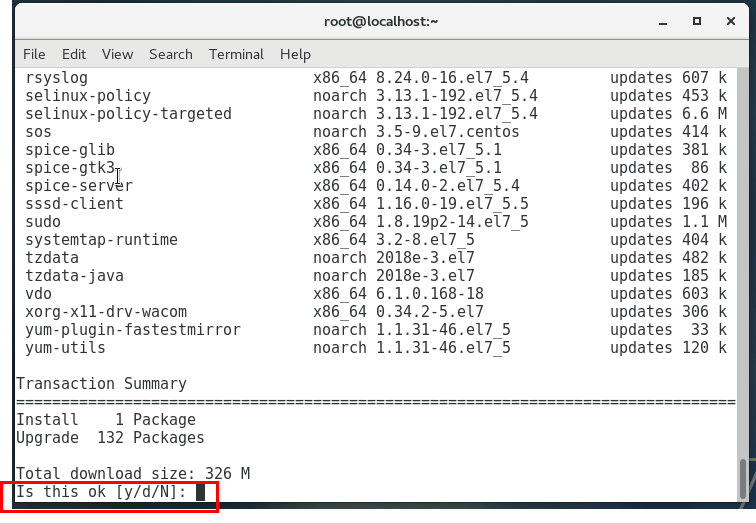 root@localhost:~
File Edit View Search Terminal Help
rsyslog x86_64 8.24.0-16.el7_5.4 updates 607 k
selinux-policy noarch 3.13.1-192.el7_5.4 updates 453 k
selinux-policy-targeted noarch 3.13.1-192.el7_5.4 updates 6.6 M
sos noarch 3.5-9.el7.centos updates 414 k
spice-glib x86_64 0.34-3.el7_5.1 updates 381 k
spice-gtk3 x86_64 0.34-3.el7_5.1 updates 86 k
spice-server x86_64 0.14.0-2.el7_5.4 updates 402 k
sssd-client x86_64 1.16.0-19.el7_5.5 updates 196 k
sudo x86_64 1.8.19p2-14.el7_5 updates 1.1 M
systemtap-runtime x86_64 3.2-8.el7_5 updates 404 k
tzdata noarch 2018e-3.el7 updates 482 k
tzdata-java noarch 2018e-3.el7 updates 185 k
vdo x86_64 6.1.0.168-18 updates 603 k
xorg-x11-drv-wacom x86_64 0.34.2-5.el7 updates 306 k
yum-plugin-fastestmirror noarch 1.1.31-46.el7_5 updates 33 k
yum-utils noarch 1.1.31-46.el7_5 updates 120 k
Transaction Summary
================================================================================
Install 1 Package
Upgrade 132 Packages
Total download size: 326 M
Is this ok [y/d/N]: